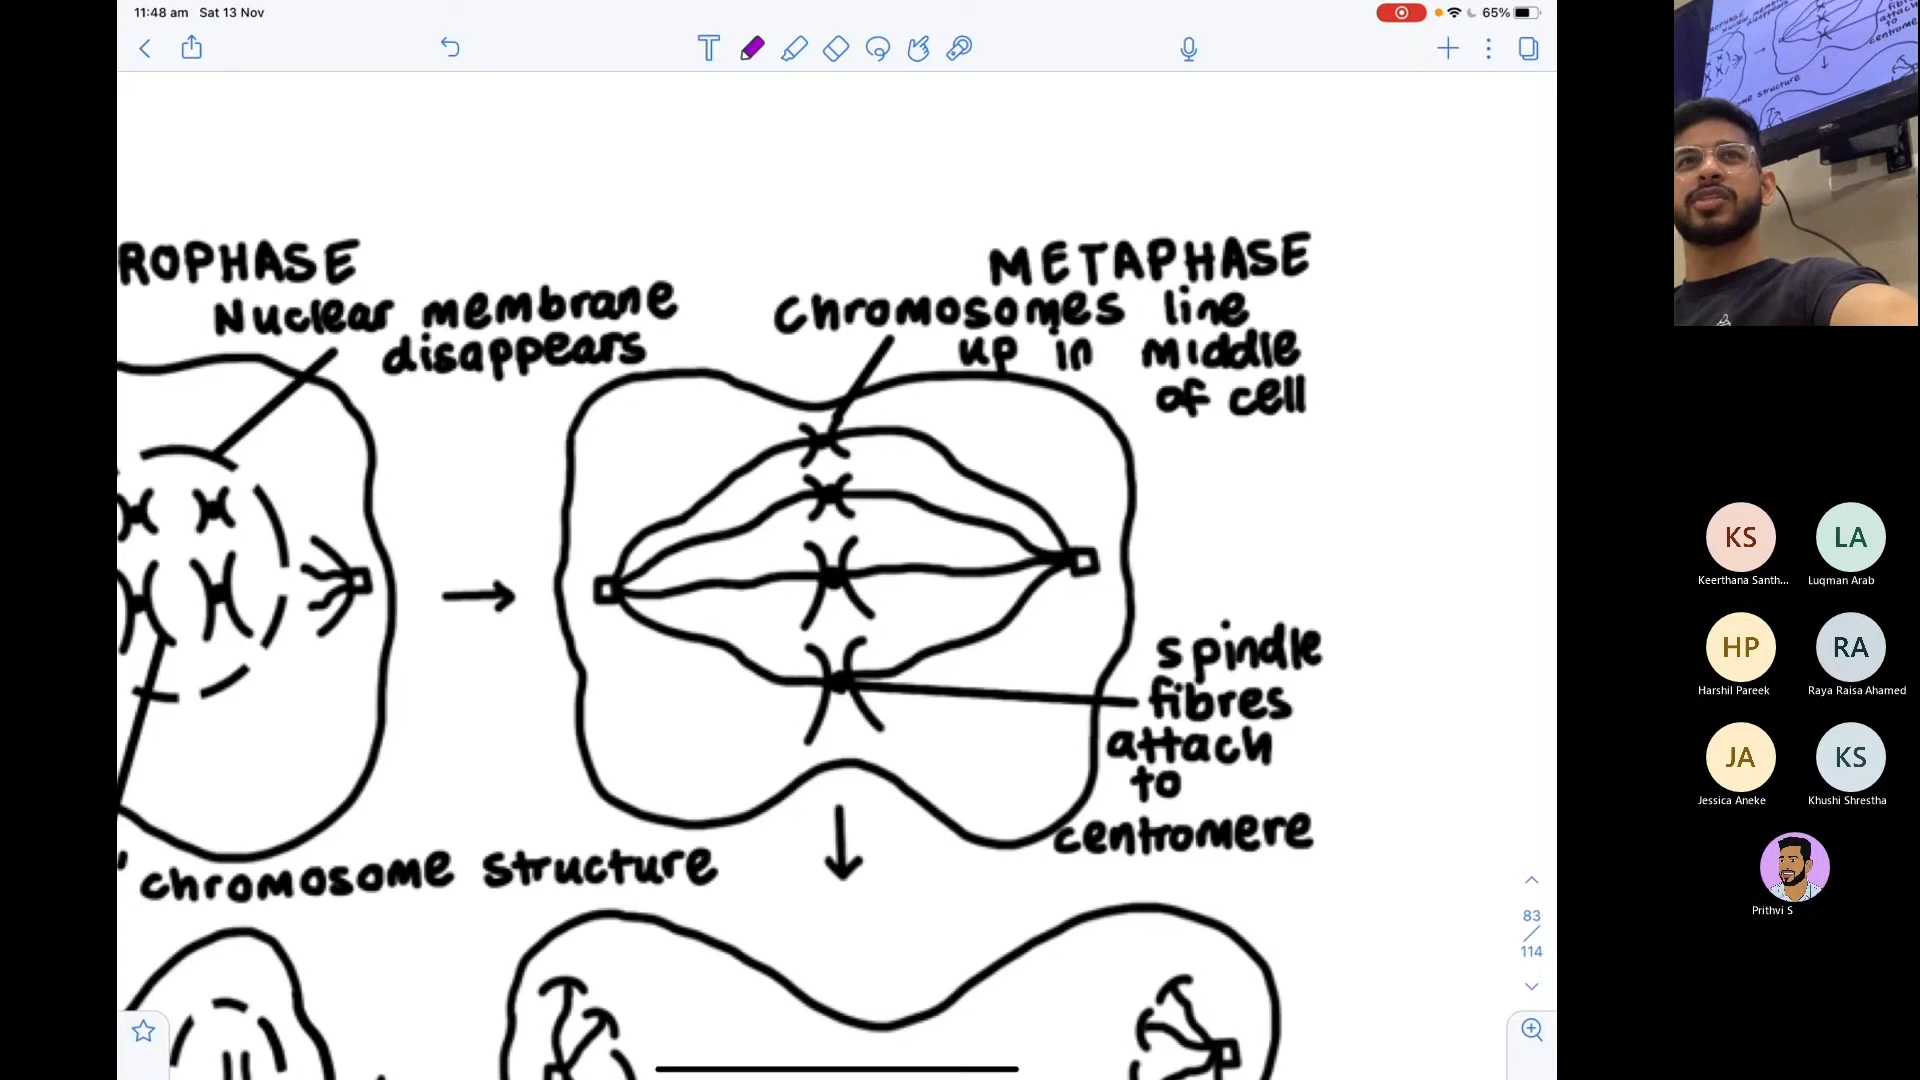 11:48 am Sat 13 Nov
65%
T
ROPHASE
Nuclear membrane
disappears
METAPHASE
Chromosomes line
up in middle
of cell
spindle
fibres
attach
to
centromere
chromosome structure
83
114
KS
LA
Keerthana Santh...
Luqman Arab
HP
RA
Harshil Pareek
Raya Raisa Ahamed
JA
KS
Jessica Aneke
Khushi Shrestha
Prithvi S